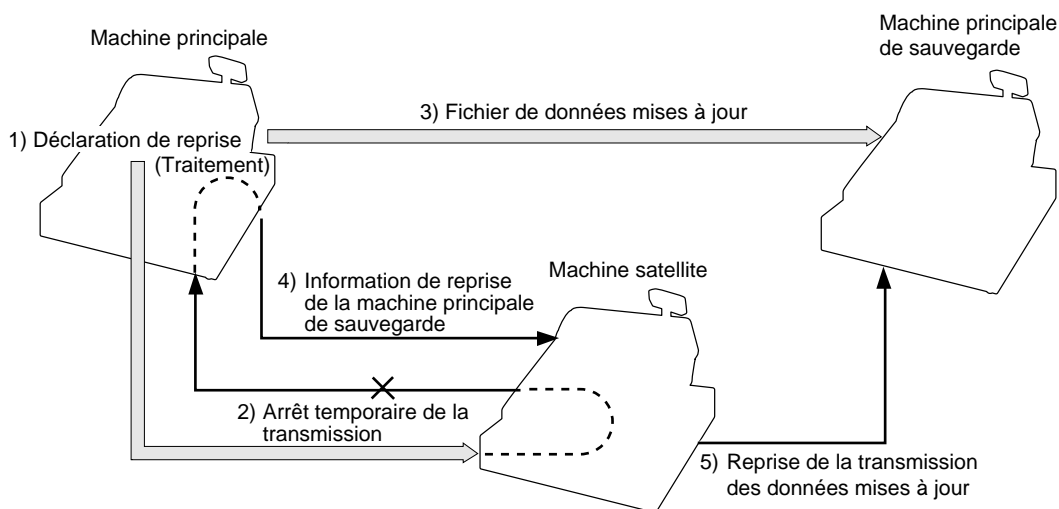 Machine principale
Machine principale
de sauvegarde
3) Fichier de données mises à jour
1) Déclaration de reprise
(Traitement)
4) Information de reprise
de la machine principale
de sauvegarde
Machine satellite
2) Arrêt temporaire de la
transmission
5) Reprise de la transmission
des données mises à jour